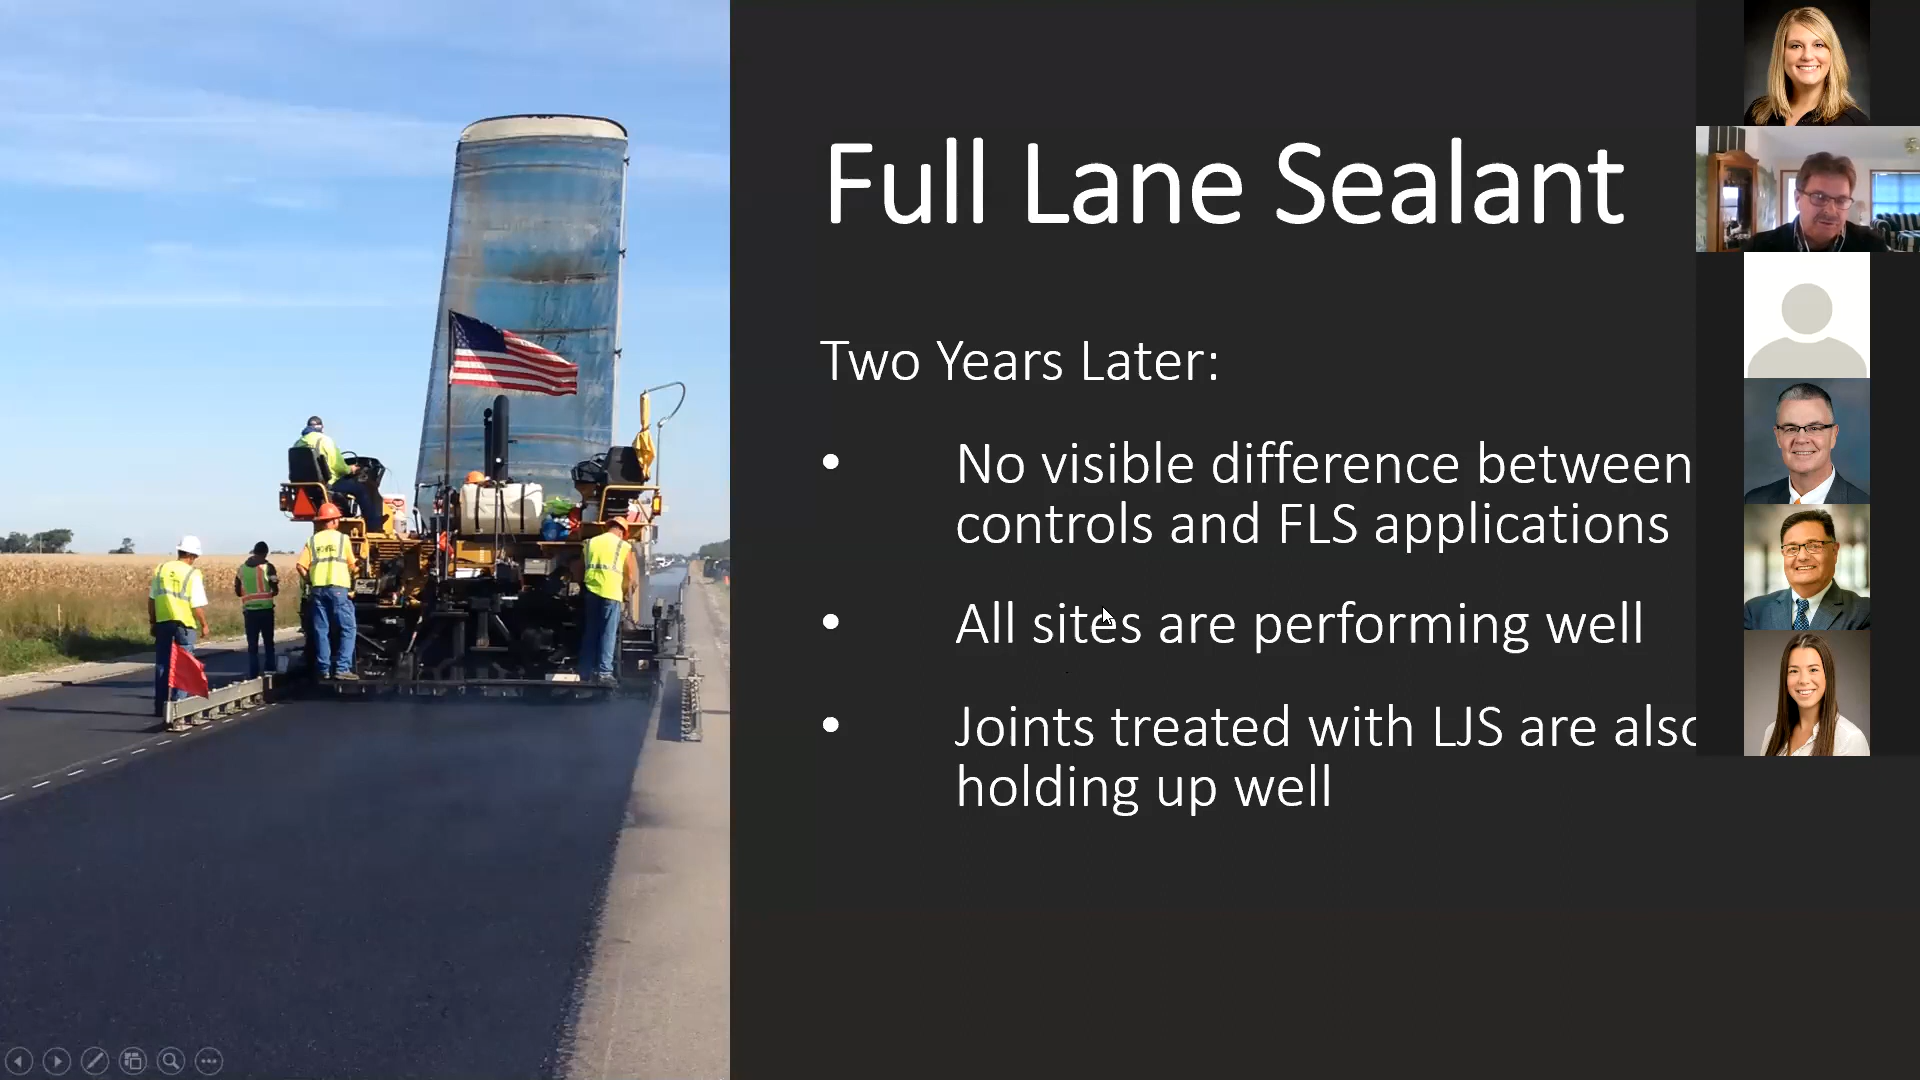 Full Lane Sealant
Two Years Later:
• No visible difference between
controls and FLS applications
• All sites are performing well
• Joints treated with LJS are also
holding up well